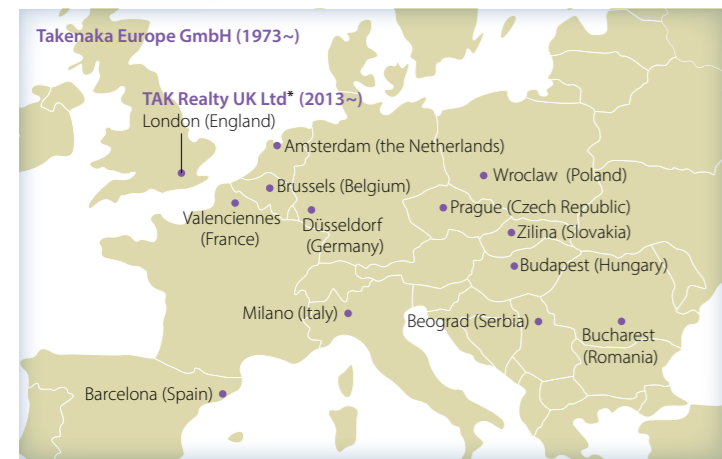 Takenaka Europe GmbH (1973~)
TAK Realty UK Ltd* (2013~)
London (England)
Amsterdam (the Netherlands)
Wroclaw (Poland)
Brussels (Belgium)
Prague (Czech Republic)
Valenciennes
(France)
Düsseldorf
(Germany)
Zilina (Slovakia)
Budapest (Hungary)
Milano (Italy)
Beograd (Serbia)
Bucharest
(Romania)
Barcelona (Spain)